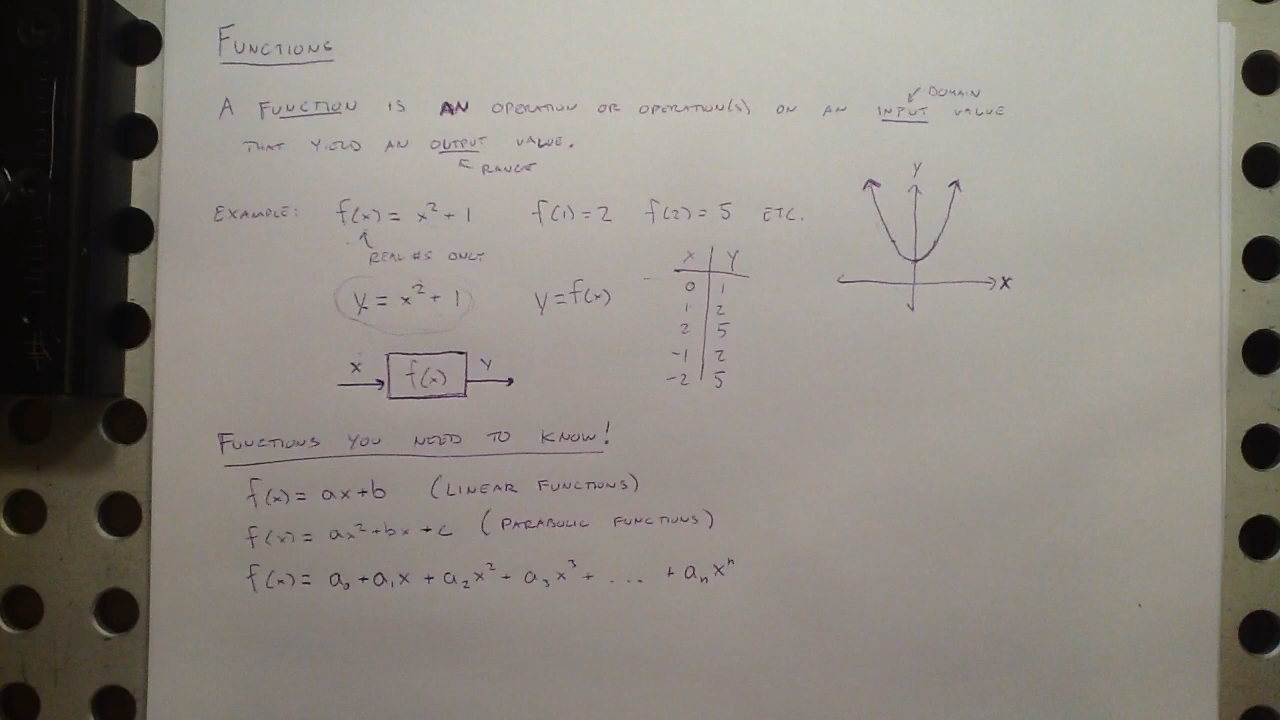 FUNCTIONS
DOMAIN
A FUNCTION IS AN OPERATION OR OPERATION(S) ON AN INPUT VALUE
THAT YIELD AN OUTPUT VALUE.
RANGE
EXAMPLE: f(x) = x² + 1 f(1) = 2 f(2) = 5 ETC.
REAL #S ONLY
y = x² + 1 y = f(x)
X Y
0 1
1 2
2 5
-1 2
-2 5
Y
X
X f(x) Y
FUNCTIONS YOU NEED TO KNOW!
f(x) = ax + b (LINEAR FUNCTIONS)
f(x) = ax² + bx + c (PARABOLIC FUNCTIONS)
f(x) = a₀ + a₁x + a₂x² + a₃x³ + .... + aₙxⁿ